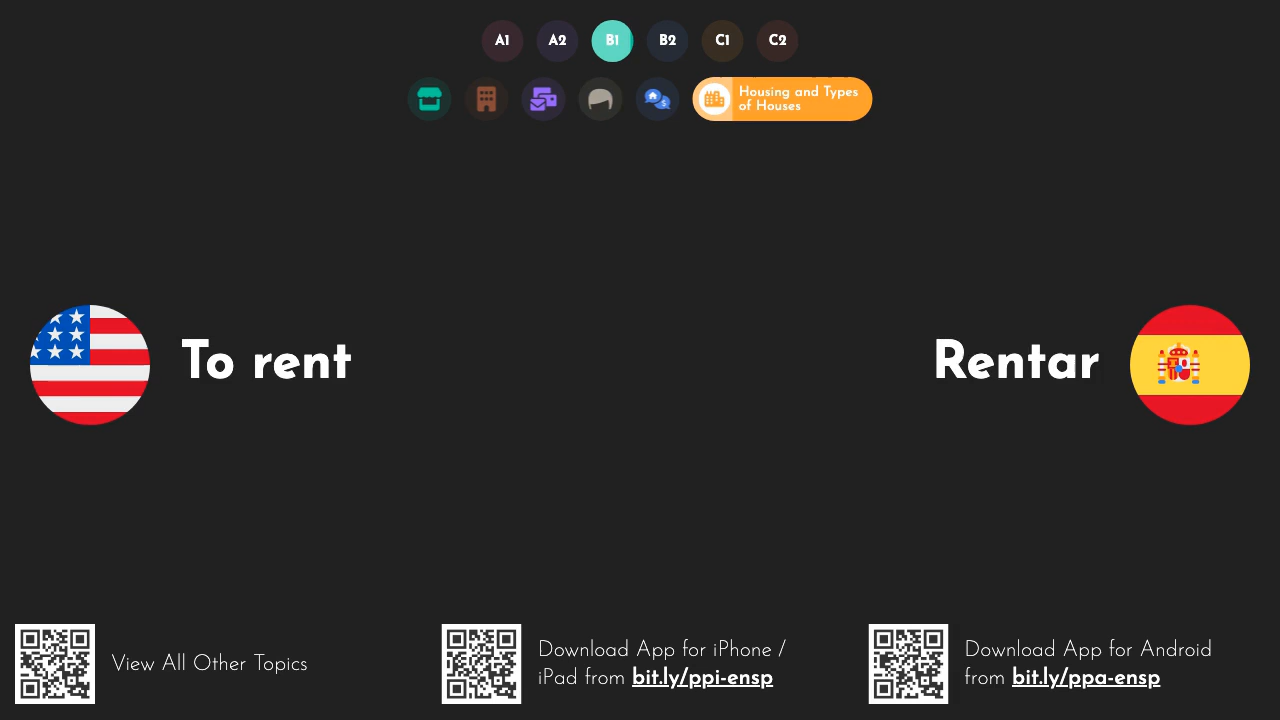 A1 A2 B1 B2 C1 C2
Housing and Types
of Houses
To rent
Rentar
View All Other Topics
Download App for iPhone /
iPad from bit.ly/ppi-ensp
Download App for Android
from bit.ly/ppa-ensp